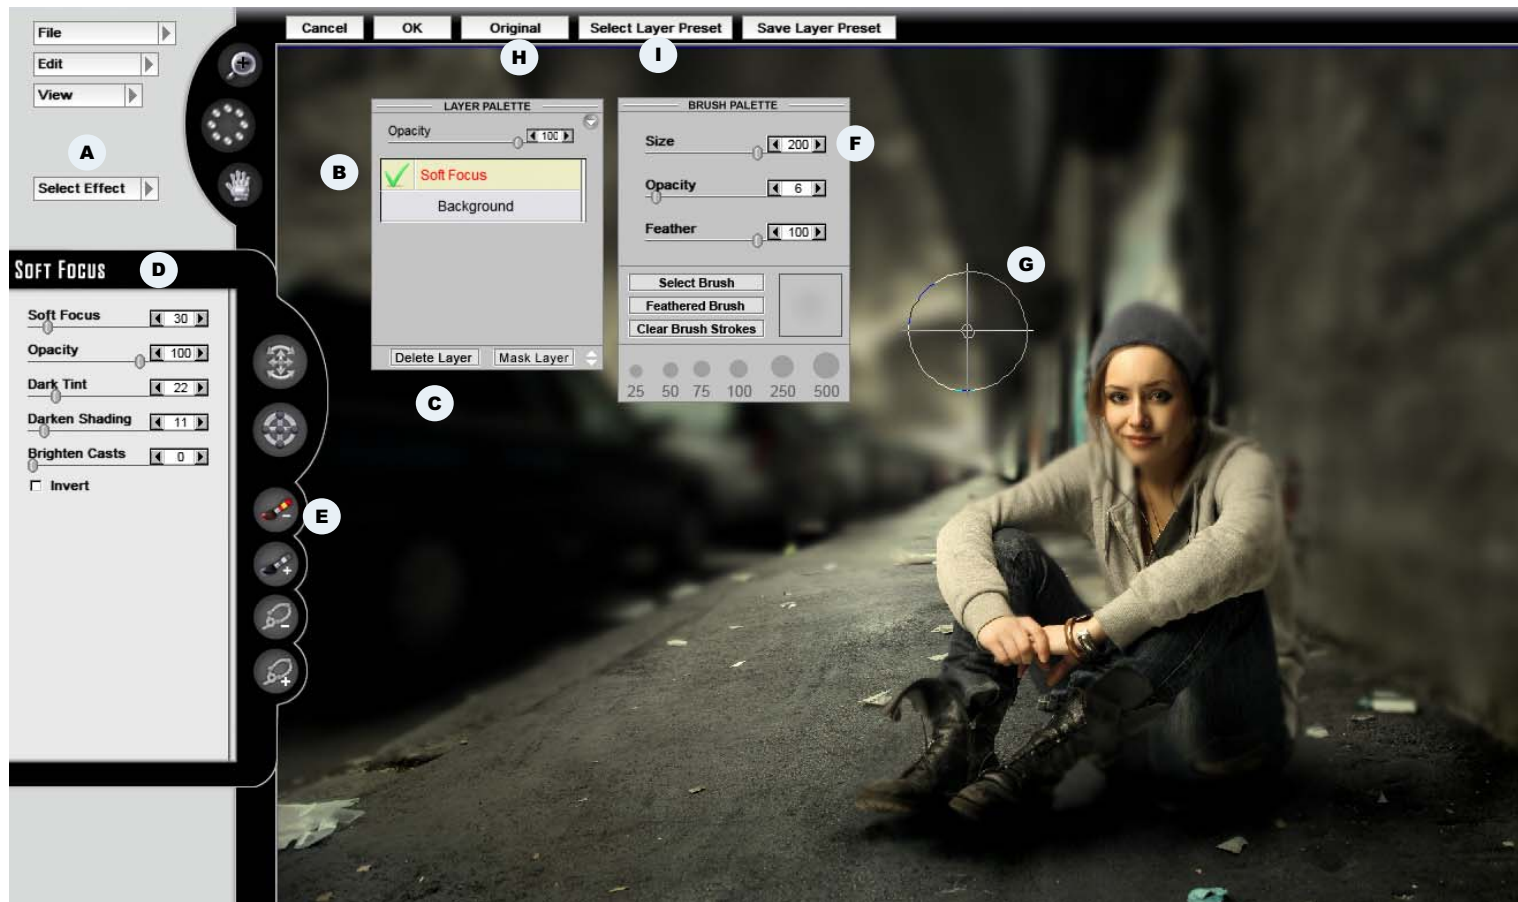 File
Edit
View
A
Select Effect
Cancel
OK
Original
Select Layer Preset
Save Layer Preset
H
I
LAYER PALETTE
Opacity
100
B
Soft Focus
Background
Delete Layer
Mask Layer
C
BRUSH PALETTE
Size
200
F
Opacity
6
Feather
100
Select Brush
Feathered Brush
Clear Brush Strokes
25 50 75 100 250 500
G
SOFT FOCUS
D
Soft Focus
30
Opacity
100
Dark Tint
22
Darken Shading
11
Brighten Casts
0
Invert
E